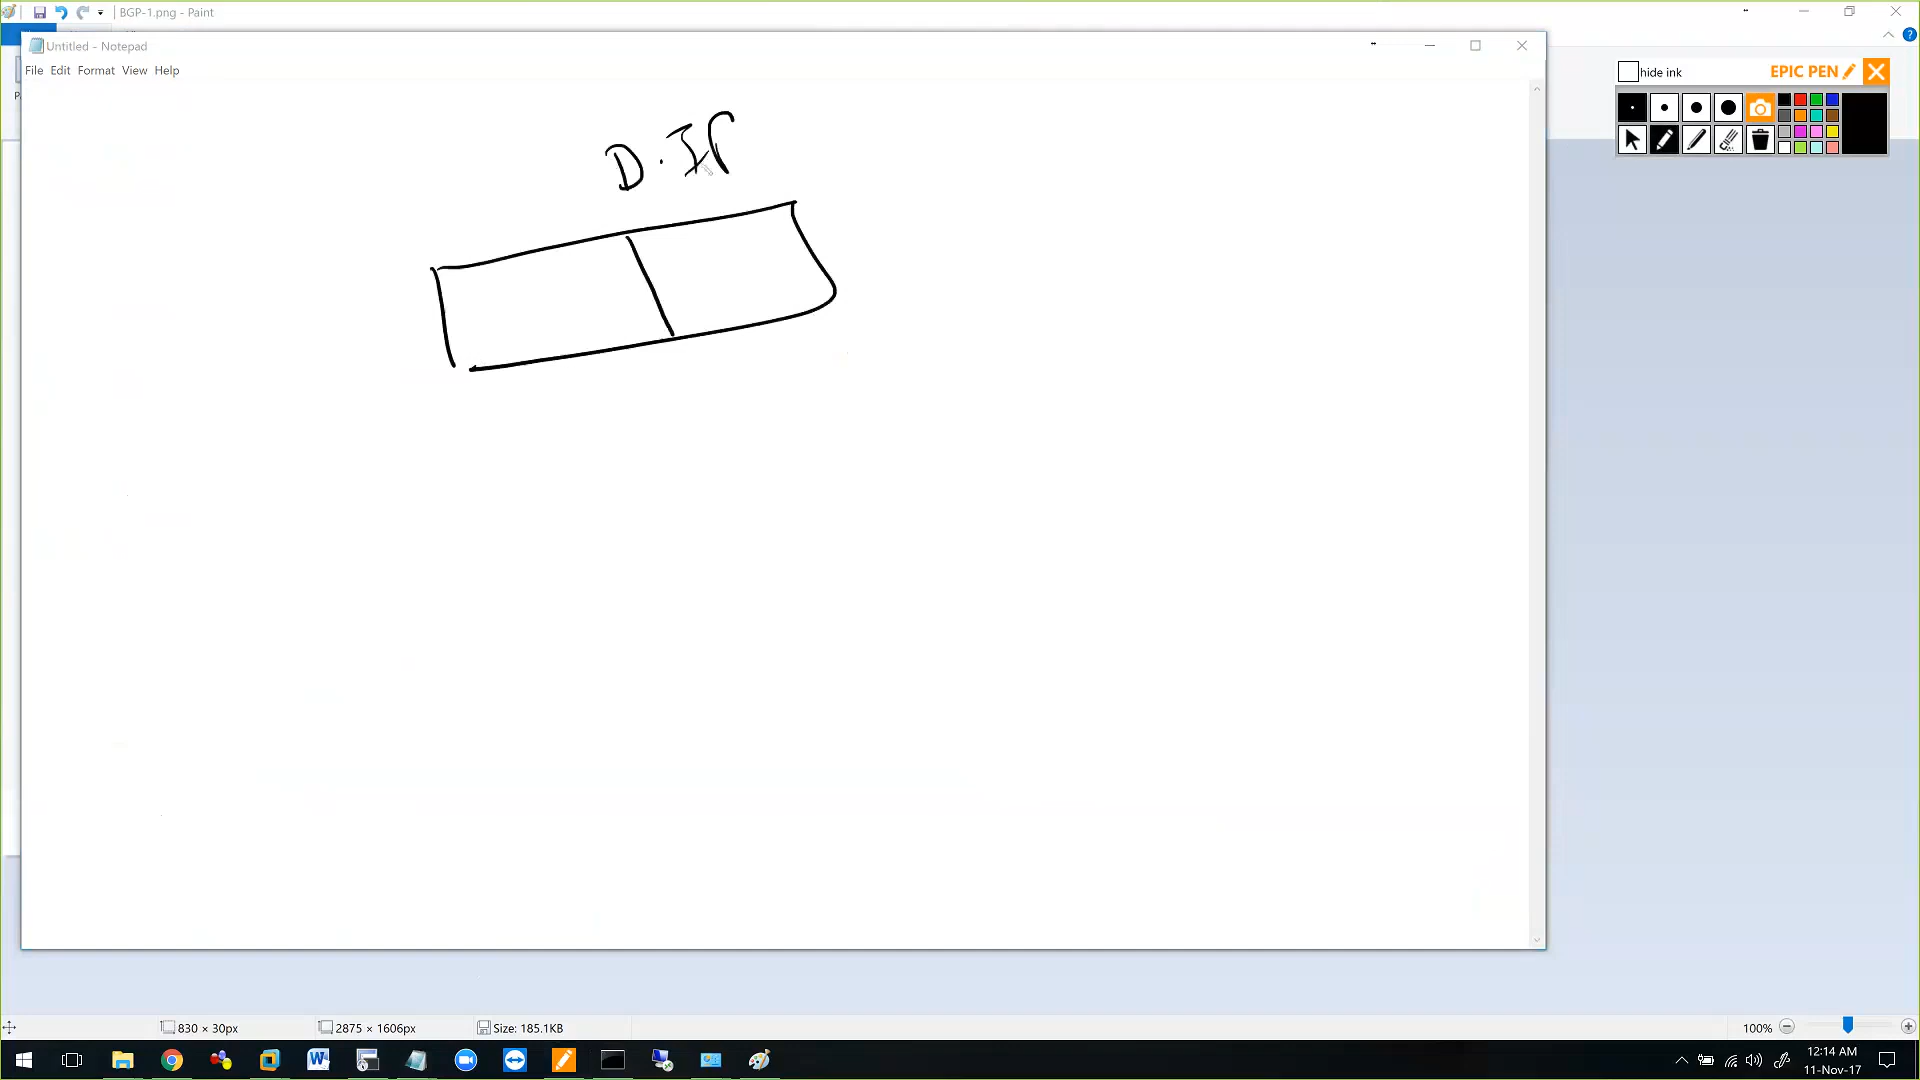 BGP-1.png - Paint
Untitled - Notepad
File Edit Format View Help
hide ink EPIC PEN
D.IP
830 × 30px 2875 × 1606px Size: 185.1KB 100%
12:14 AM
11-Nov-17